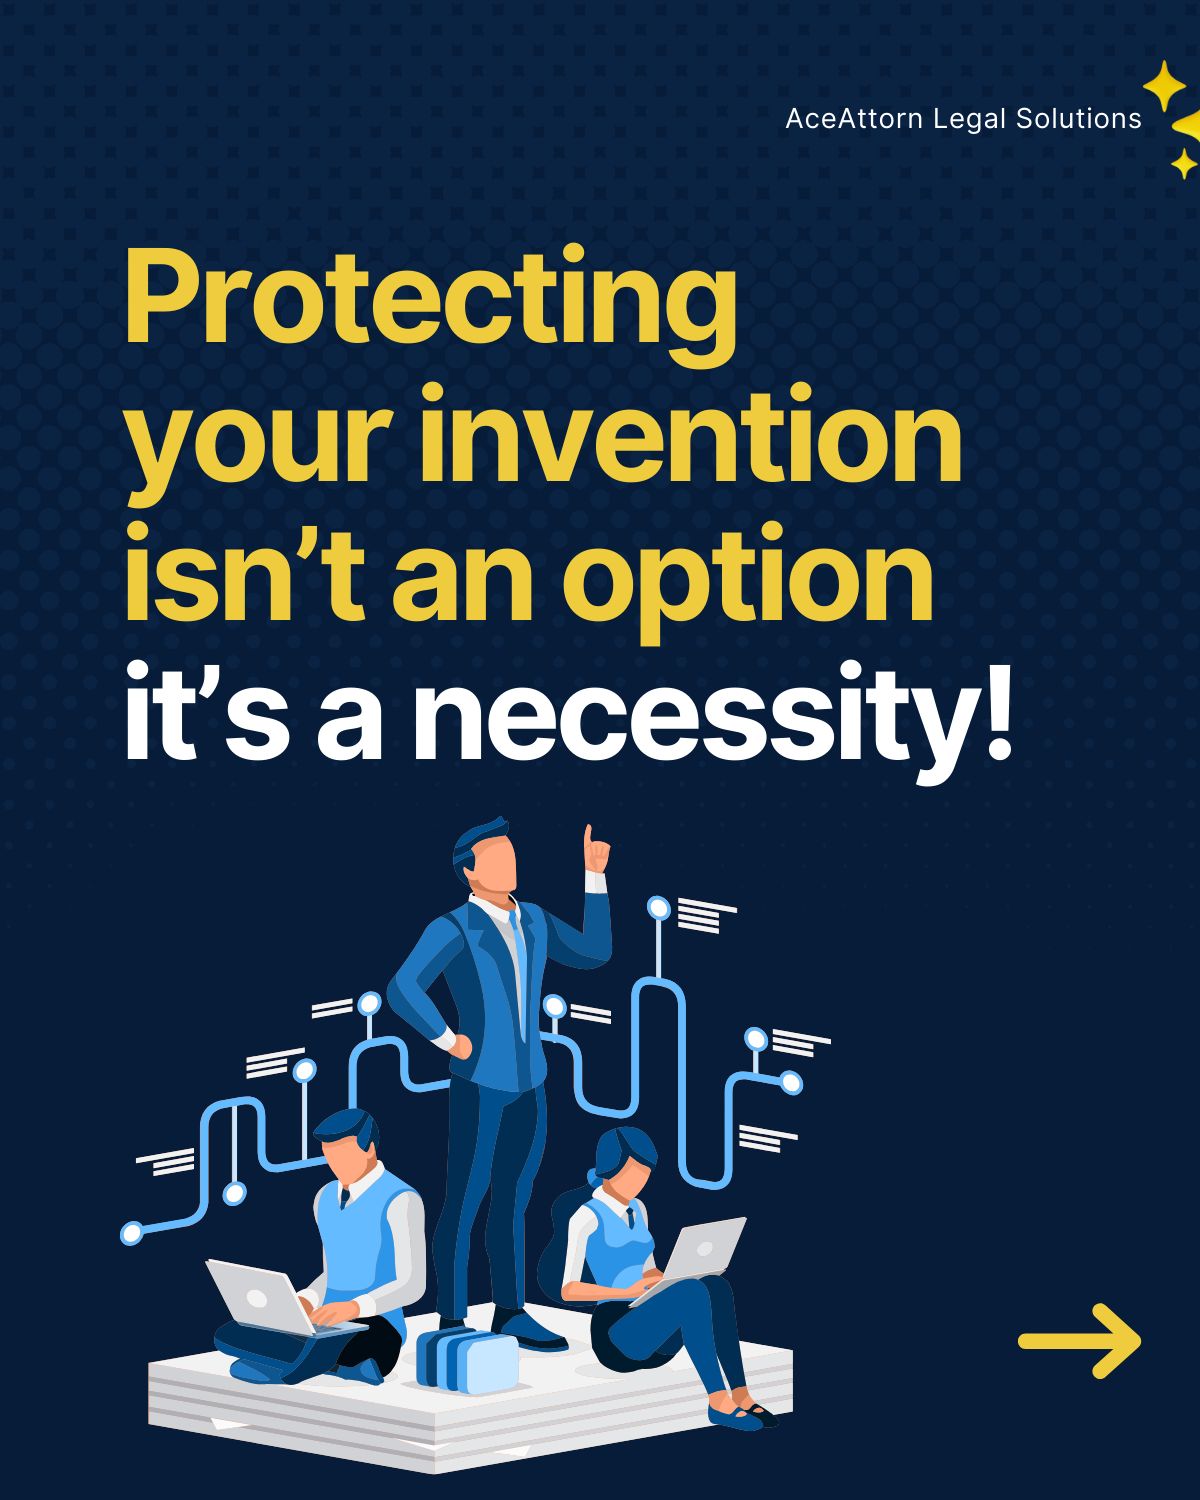 AceAttorn Legal Solutions
Protecting
your invention
isn’t an option
it’s a necessity!